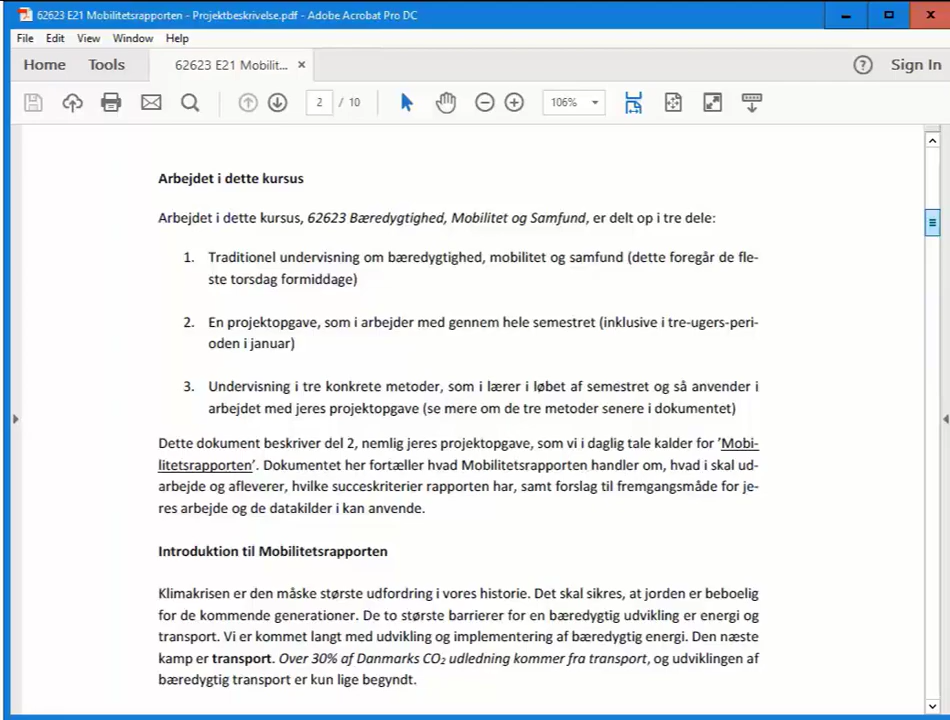 62623 E21 Mobilitetsrapporten - Projektbeskrivelse.pdf - Adobe Acrobat Pro DC
File Edit View Window Help
Home Tools 62623 E21 Mobilit... × ? Sign In
2 / 10 106%
Arbejdet i dette kursus
Arbejdet i dette kursus, 62623 Bæredygtighed, Mobilitet og Samfund, er delt op i tre dele:
1. Traditionel undervisning om bæredygtighed, mobilitet og samfund (dette foregår de fle-
ste torsdag formiddage)
2. En projektopgave, som i arbejder med gennem hele semestret (inklusive i tre-ugers-peri-
oden i januar)
3. Undervisning i tre konkrete metoder, som i lærer i løbet af semestret og så anvender i
arbejdet med jeres projektopgave (se mere om de tre metoder senere i dokumentet)
Dette dokument beskriver del 2, nemlig jeres projektopgave, som vi i daglig tale kalder for ’Mobi-
litetsrapporten’. Dokumentet her fortæller hvad Mobilitetsrapporten handler om, hvad i skal ud-
arbejde og afleverer, hvilke succeskriterier rapporten har, samt forslag til fremgangsmåde for je-
res arbejde og de datakilder i kan anvende.
Introduktion til Mobilitetsrapporten
Klimakrisen er den måske største udfordring i vores historie. Det skal sikres, at jorden er beboelig
for de kommende generationer. De to største barrierer for en bæredygtig udvikling er energi og
transport. Vi er kommet langt med udvikling og implementering af bæredygtig energi. Den næste
kamp er transport. Over 30% af Danmarks CO₂ udledning kommer fra transport, og udviklingen af
bæredygtig transport er kun lige begyndt.